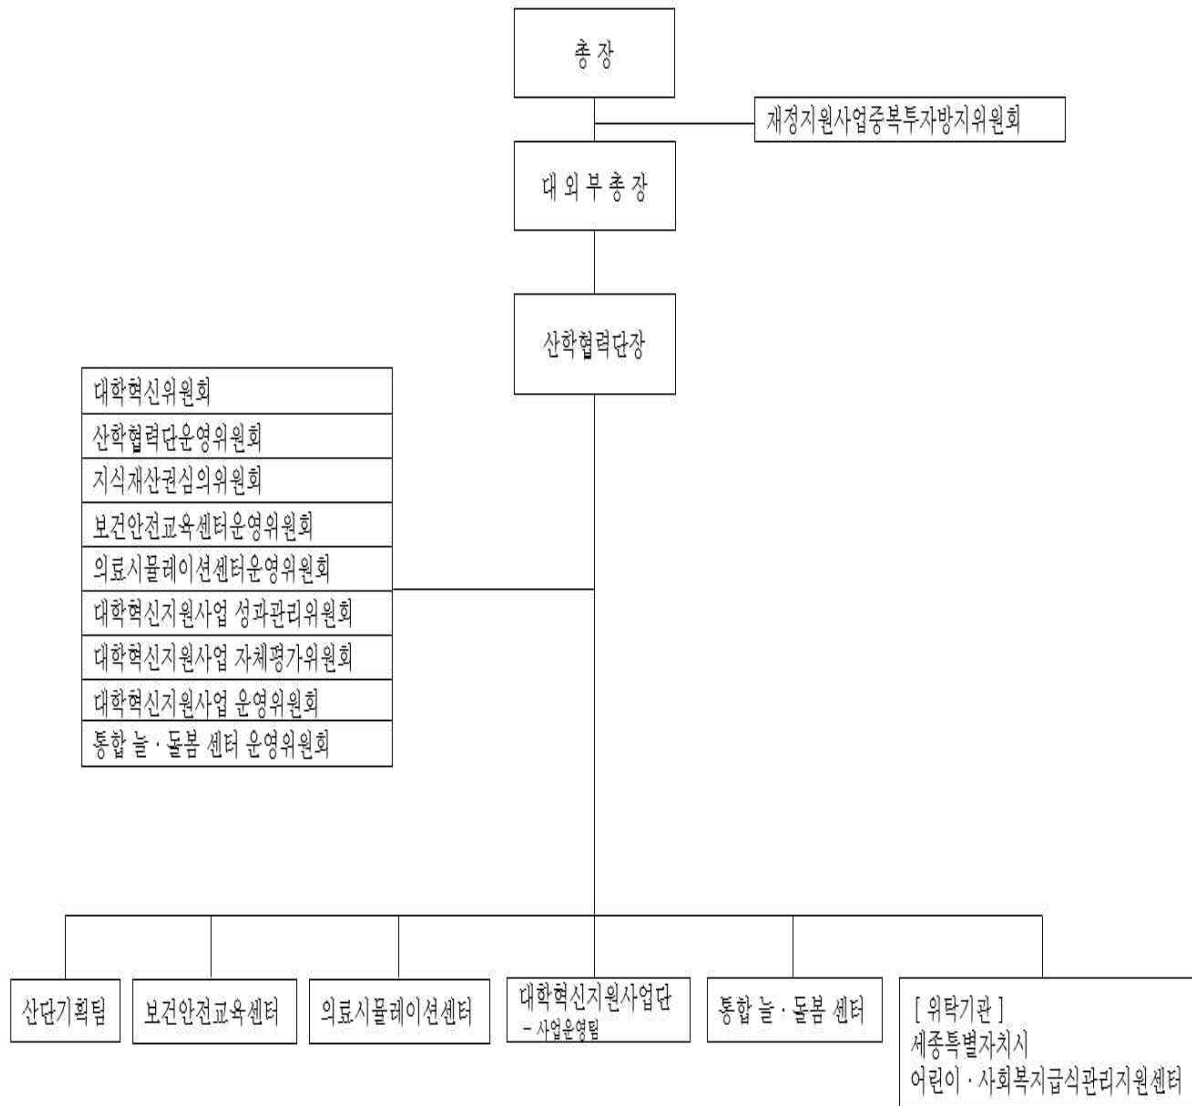 총 장
재정지원사업중복투자방지위원회
대 외 부 총 장
산학협력단장
대학혁신위원회
산학협력단운영위원회
지식재산권심의위원회
보건안전교육센터운영위원회
의료시뮬레이션센터운영위원회
대학혁신지원사업 성과관리위원회
대학혁신지원사업 자체평가위원회
대학혁신지원사업 운영위원회
통합 늘 · 돌봄 센터 운영위원회
산단기획팀
보건안전교육센터
의료시뮬레이션센터
대학혁신지원사업단
- 사업운영팀
통합 늘 · 돌봄 센터
[ 위탁기관 ]
세종특별자치시
어린이 · 사회복지급식관리지원센터